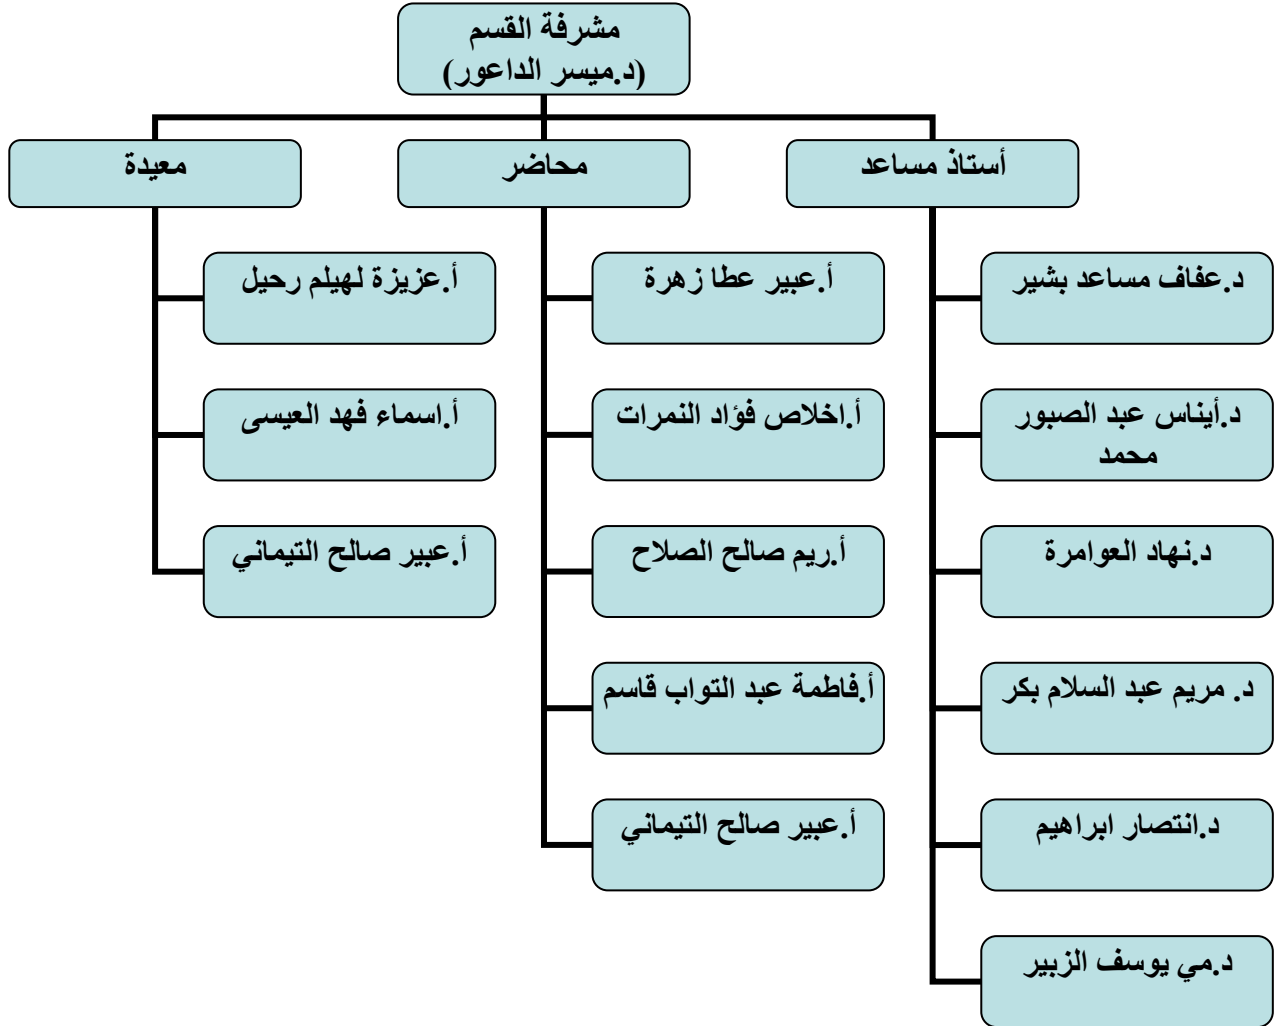 مشرفة القسم
(د.ميسر الداعور)
أستاذ مساعد
محاضر
معيدة
د.عفاف مساعد بشير
أ.عبير عطا زهرة
أ.عزيزة لهيلم رحيل
د.أيناس عبد الصبور
محمد
أ.اخلاص فؤاد النمرات
أ.اسماء فهد العيسى
د.نهاد العوامرة
أ.ريم صالح الصلاح
أ.عبير صالح التيماني
د. مريم عبد السلام بكر
أ.فاطمة عبد التواب قاسم
د.انتصار ابراهيم
أ.عبير صالح التيماني
د.مي يوسف الزبير